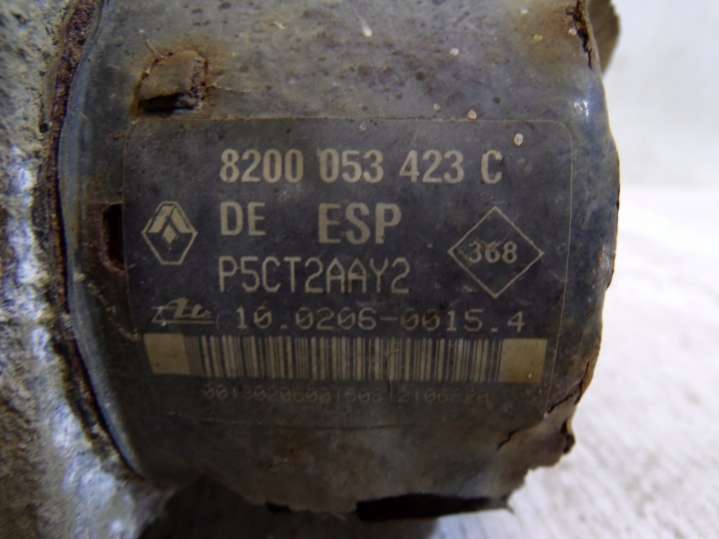 8200 053 423 C
DE ESP
368
P5CT2AAY2
10.0206-0015.4